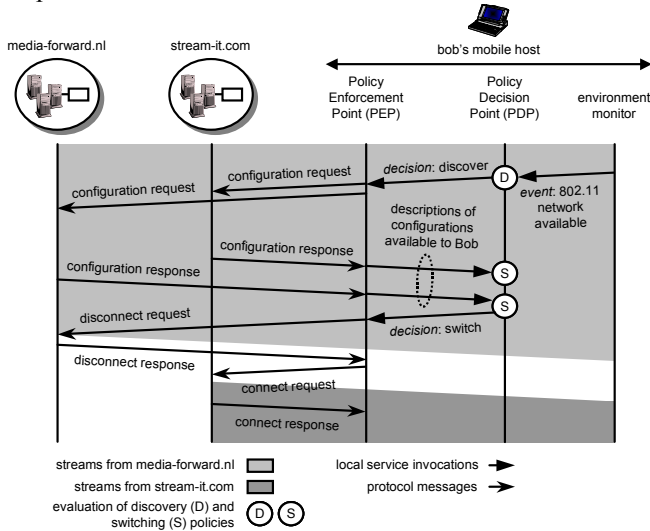 media-forward.nl
stream-it.com
bob's mobile host
Policy
Enforcement
Point (PEP)
Policy
Decision
Point (PDP)
environment
monitor
configuration request
configuration request
decision: discover
D
event: 802.11
network
available
descriptions of
configurations
available to Bob
configuration response
configuration response
S
S
disconnect request
decision: switch
disconnect response
connect request
connect response
streams from media-forward.nl
local service invocations
streams from stream-it.com
protocol messages
evaluation of discovery (D) and
switching (S) policies
D S